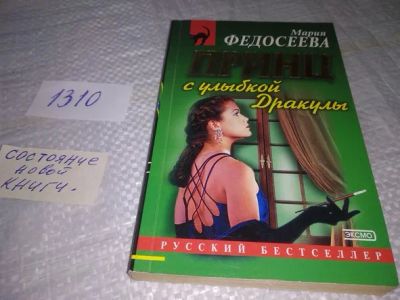 1310
состояние
новой
книги.
Мария
ФЕДОСЕЕВА
ПРИНЦ
с улыбкой
Дракулы
ЭКСМО
РУССКИЙ БЕСТСЕЛЛЕР